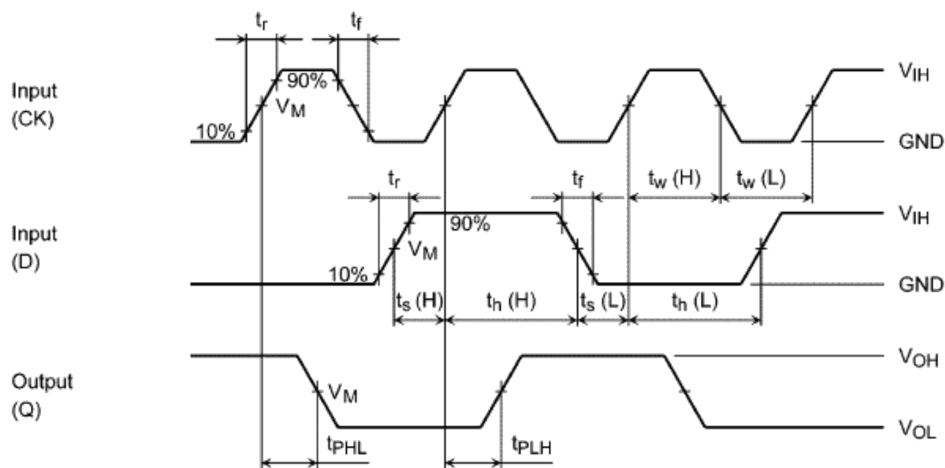 tr tf
Input
(CK)
90%
VM
10%
VIH
GND
tr tf tw (H) tw (L)
Input
(D)
90%
VM
10%
VIH
GND
ts (H) th (H) ts (L) th (L)
Output
(Q)
VM
VOH
VOL
tPHL tPLH